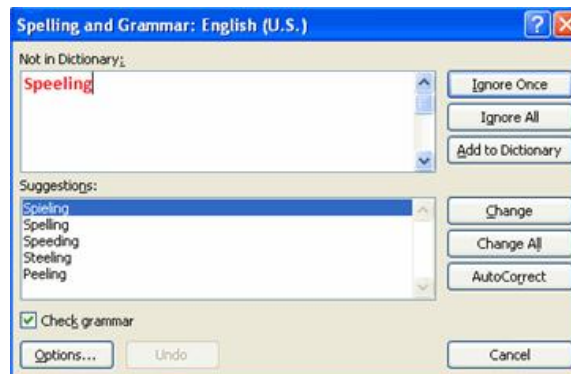 Spelling and Grammar: English (U.S.)
Not in Dictionary:
Speeling
Ignore Once
Ignore All
Add to Dictionary
Suggestions:
Spieling
Spelling
Speeding
Steeling
Peeling
Change
Change All
AutoCorrect
Check grammar
Options...
Undo
Cancel